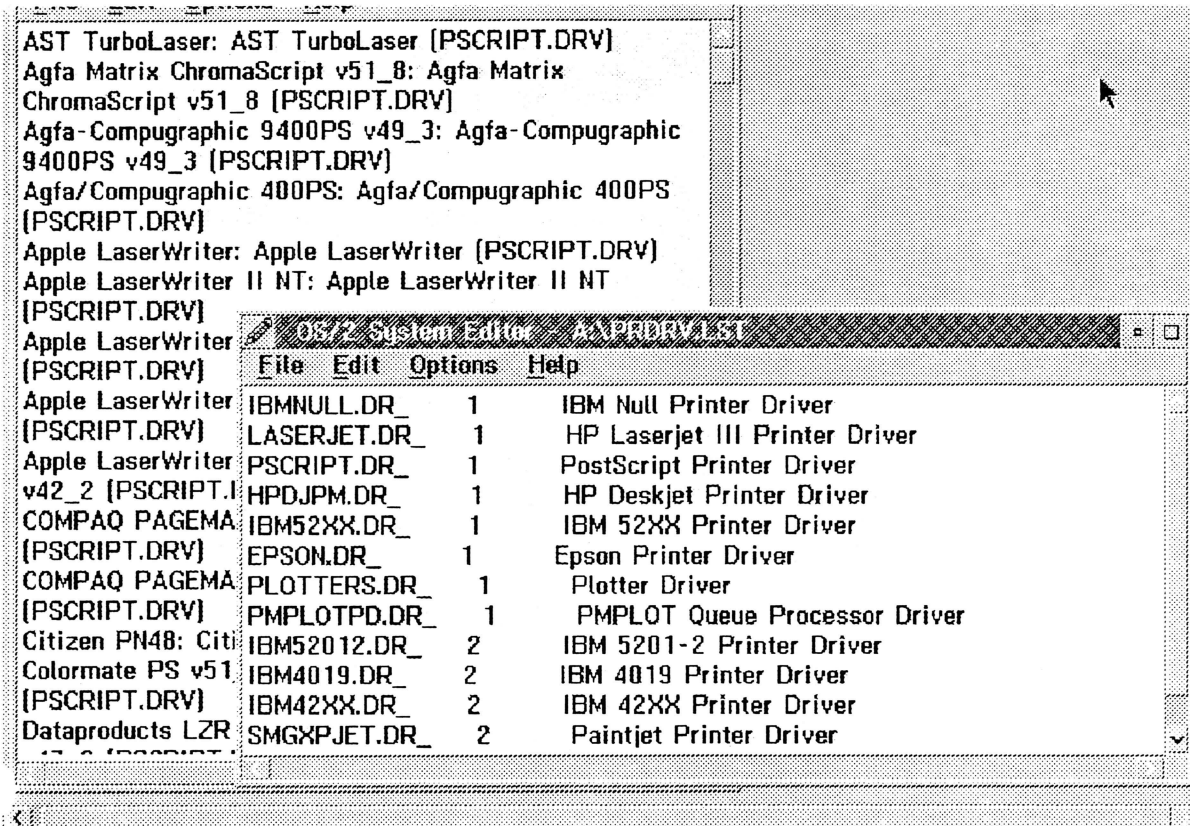 AST TurboLaser: AST TurboLaser (PSCRIPT.DRV)
Agfa Matrix ChromaScript v51_8: Agfa Matrix
ChromaScript v51_8 (PSCRIPT.DRV)
Agfa-Compugraphic 9400PS v49_3: Agfa-Compugraphic
9400PS v49_3 (PSCRIPT.DRV)
Agfa/Compugraphic 400PS: Agfa/Compugraphic 400PS
(PSCRIPT.DRV)
Apple LaserWriter: Apple LaserWriter (PSCRIPT.DRV)
Apple LaserWriter II NT: Apple LaserWriter II NT
(PSCRIPT.DRV)
Apple LaserWriter
(PSCRIPT.DRV)
Apple LaserWriter
(PSCRIPT.DRV)
Apple LaserWriter
v42_2 (PSCRIPT.
COMPAQ PAGEMA
(PSCRIPT.DRV)
COMPAQ PAGEMA
(PSCRIPT.DRV)
Citizen PN48: Citi
Colormate PS v51
(PSCRIPT.DRV)
Dataproducts LZR
OS/2 System Editor - A:\PRDRV.LST
File Edit Options Help
IBMNULL.DR_ 1 IBM Null Printer Driver
LASERJET.DR_ 1 HP Laserjet III Printer Driver
PSCRIPT.DR_ 1 PostScript Printer Driver
HPDJPM.DR_ 1 HP Deskjet Printer Driver
IBM52XX.DR_ 1 IBM 52XX Printer Driver
EPSON.DR_ 1 Epson Printer Driver
PLOTTERS.DR_ 1 Plotter Driver
PMPLOTPD.DR_ 1 PMPLOT Queue Processor Driver
IBM52012.DR_ 2 IBM 5201-2 Printer Driver
IBM4019.DR_ 2 IBM 4019 Printer Driver
IBM42XX.DR_ 2 IBM 42XX Printer Driver
SMGXPJET.DR_ 2 Paintjet Printer Driver